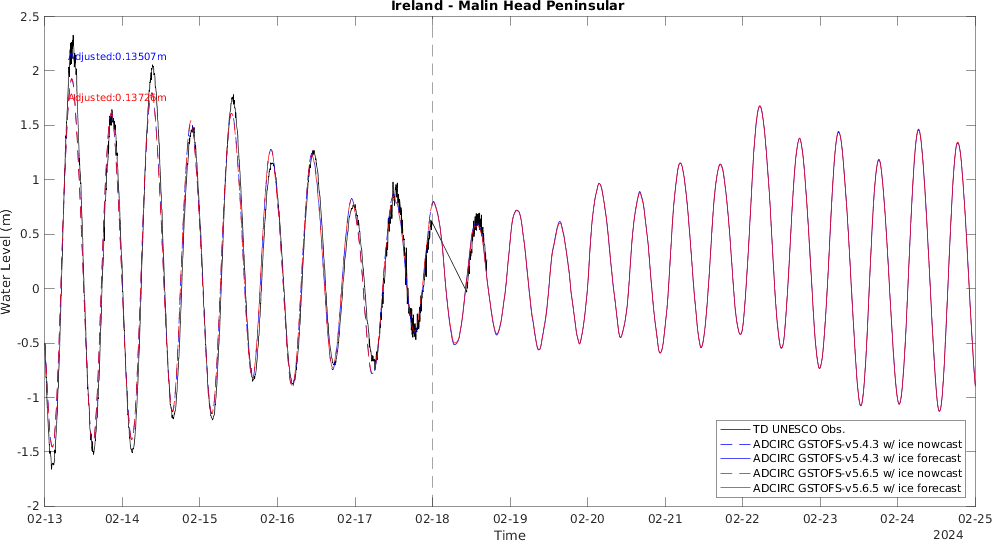 Ireland - Malin Head Peninsular
2.5
2
1.5
1
0.5
0
-0.5
-1
-1.5
-2
Water Level (m)
Adjusted:0.13507m
Adjusted:0.13726m
TD UNESCO Obs.
ADCIRC GSTOFS-v5.4.3 w/ ice nowcast
ADCIRC GSTOFS-v5.4.3 w/ ice forecast
ADCIRC GSTOFS-v5.6.5 w/ ice nowcast
ADCIRC GSTOFS-v5.6.5 w/ ice forecast
02-13 02-14 02-15 02-16 02-17 02-18 02-19 02-20 02-21 02-22 02-23 02-24 02-25
Time
2024